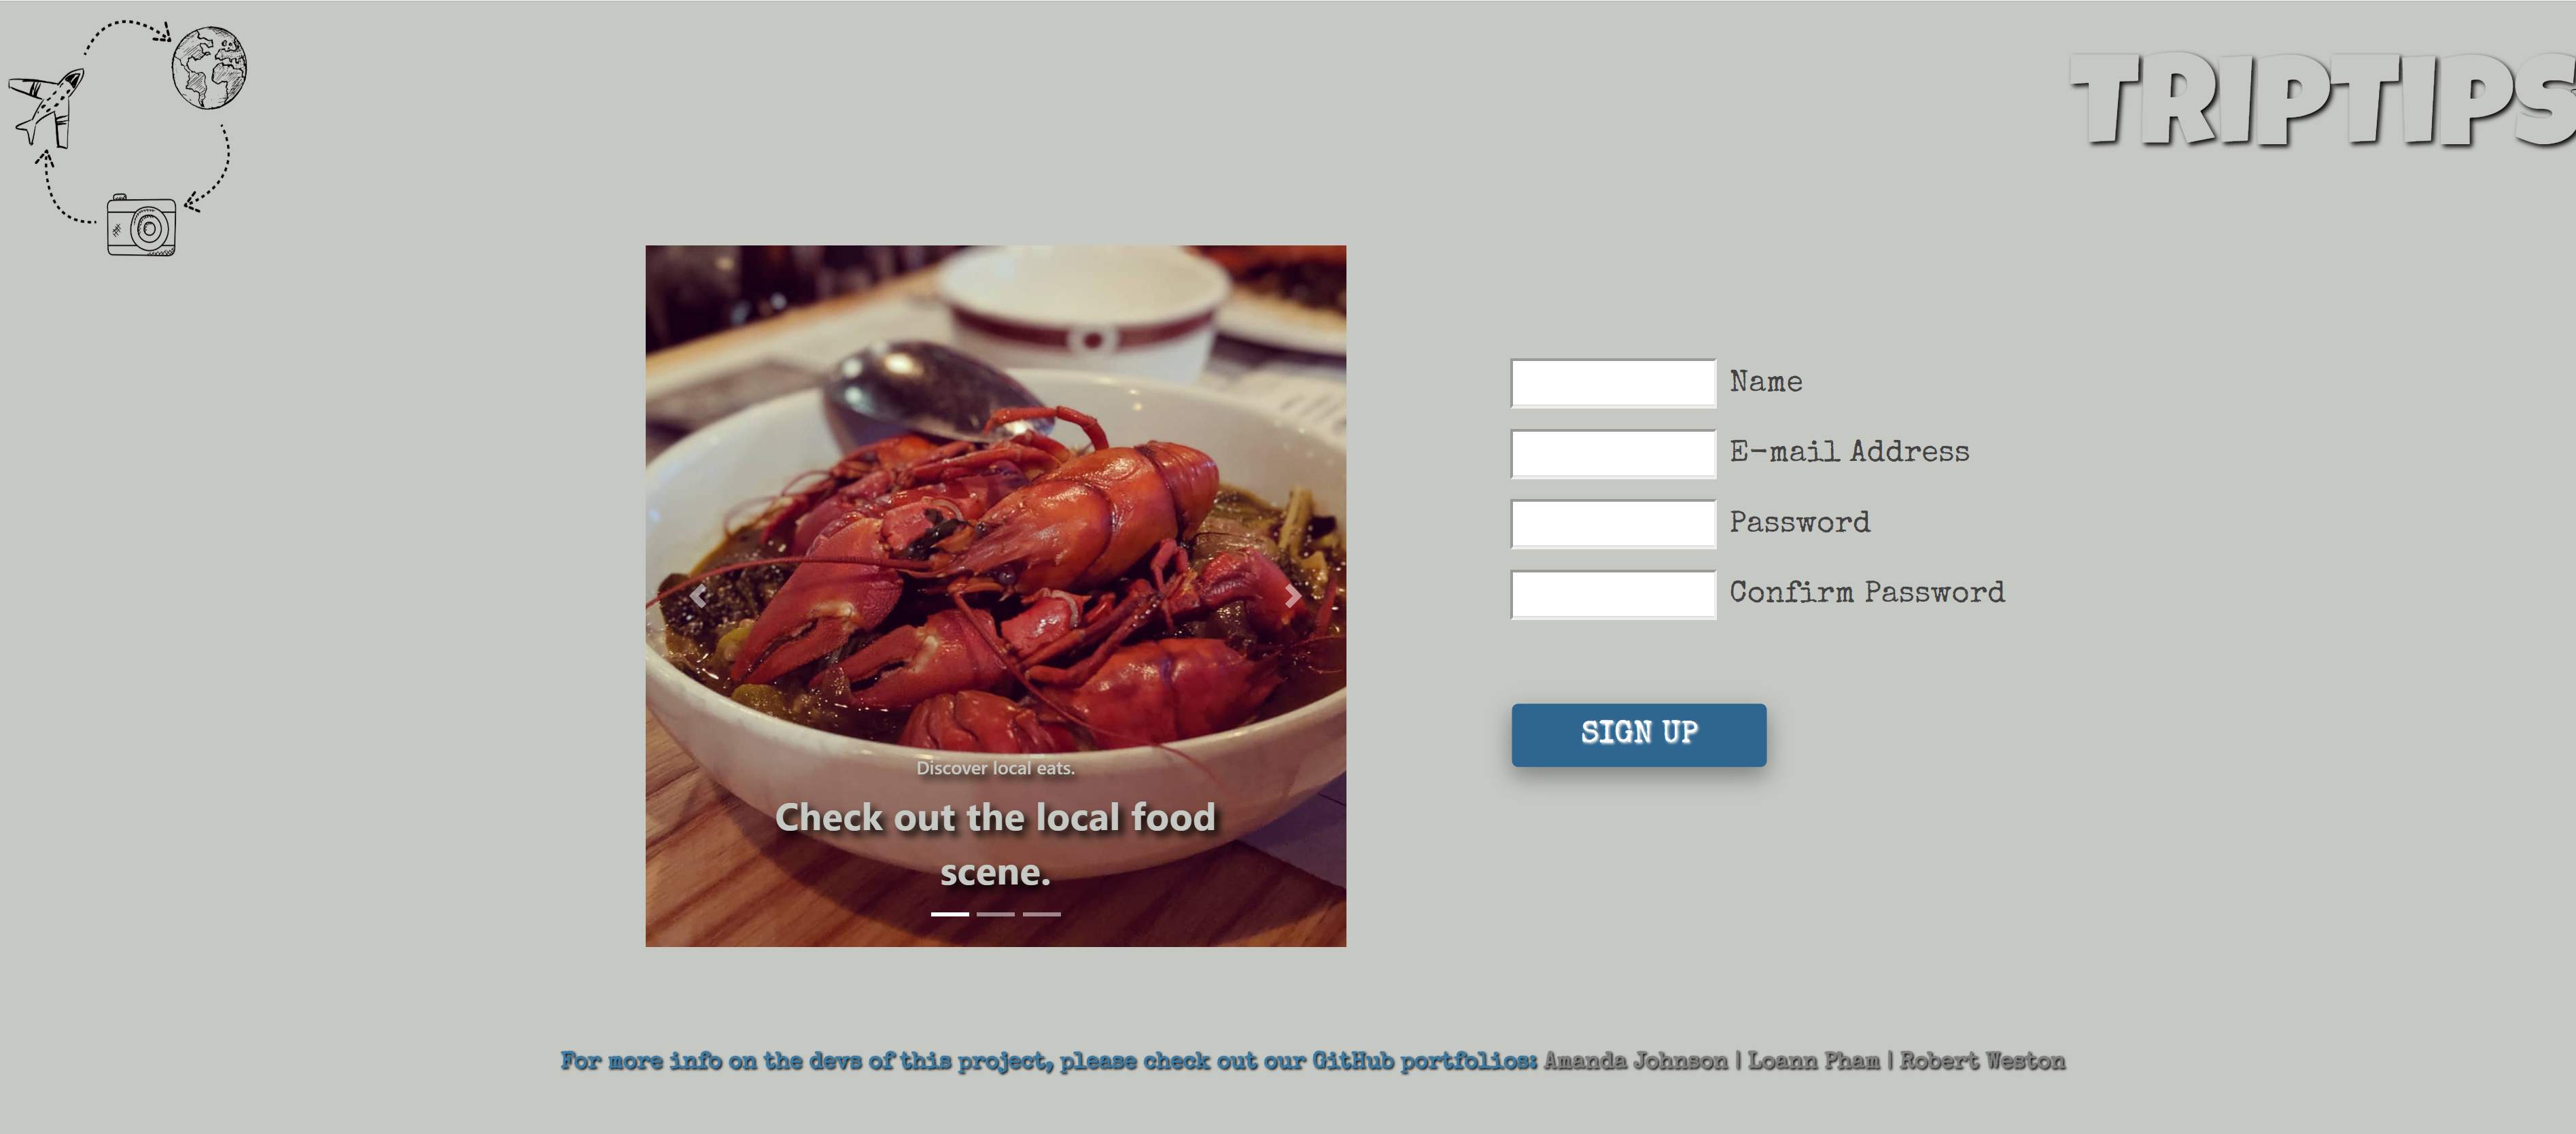 TRIPTIPS
Name
E-mail Address
Password
Confirm Password
SIGN UP
Discover local eats.
Check out the local food
scene.
For more info on the devs of this project, please check out our GitHub portfolios: Amanda Johnson | Loann Pham | Robert Weston